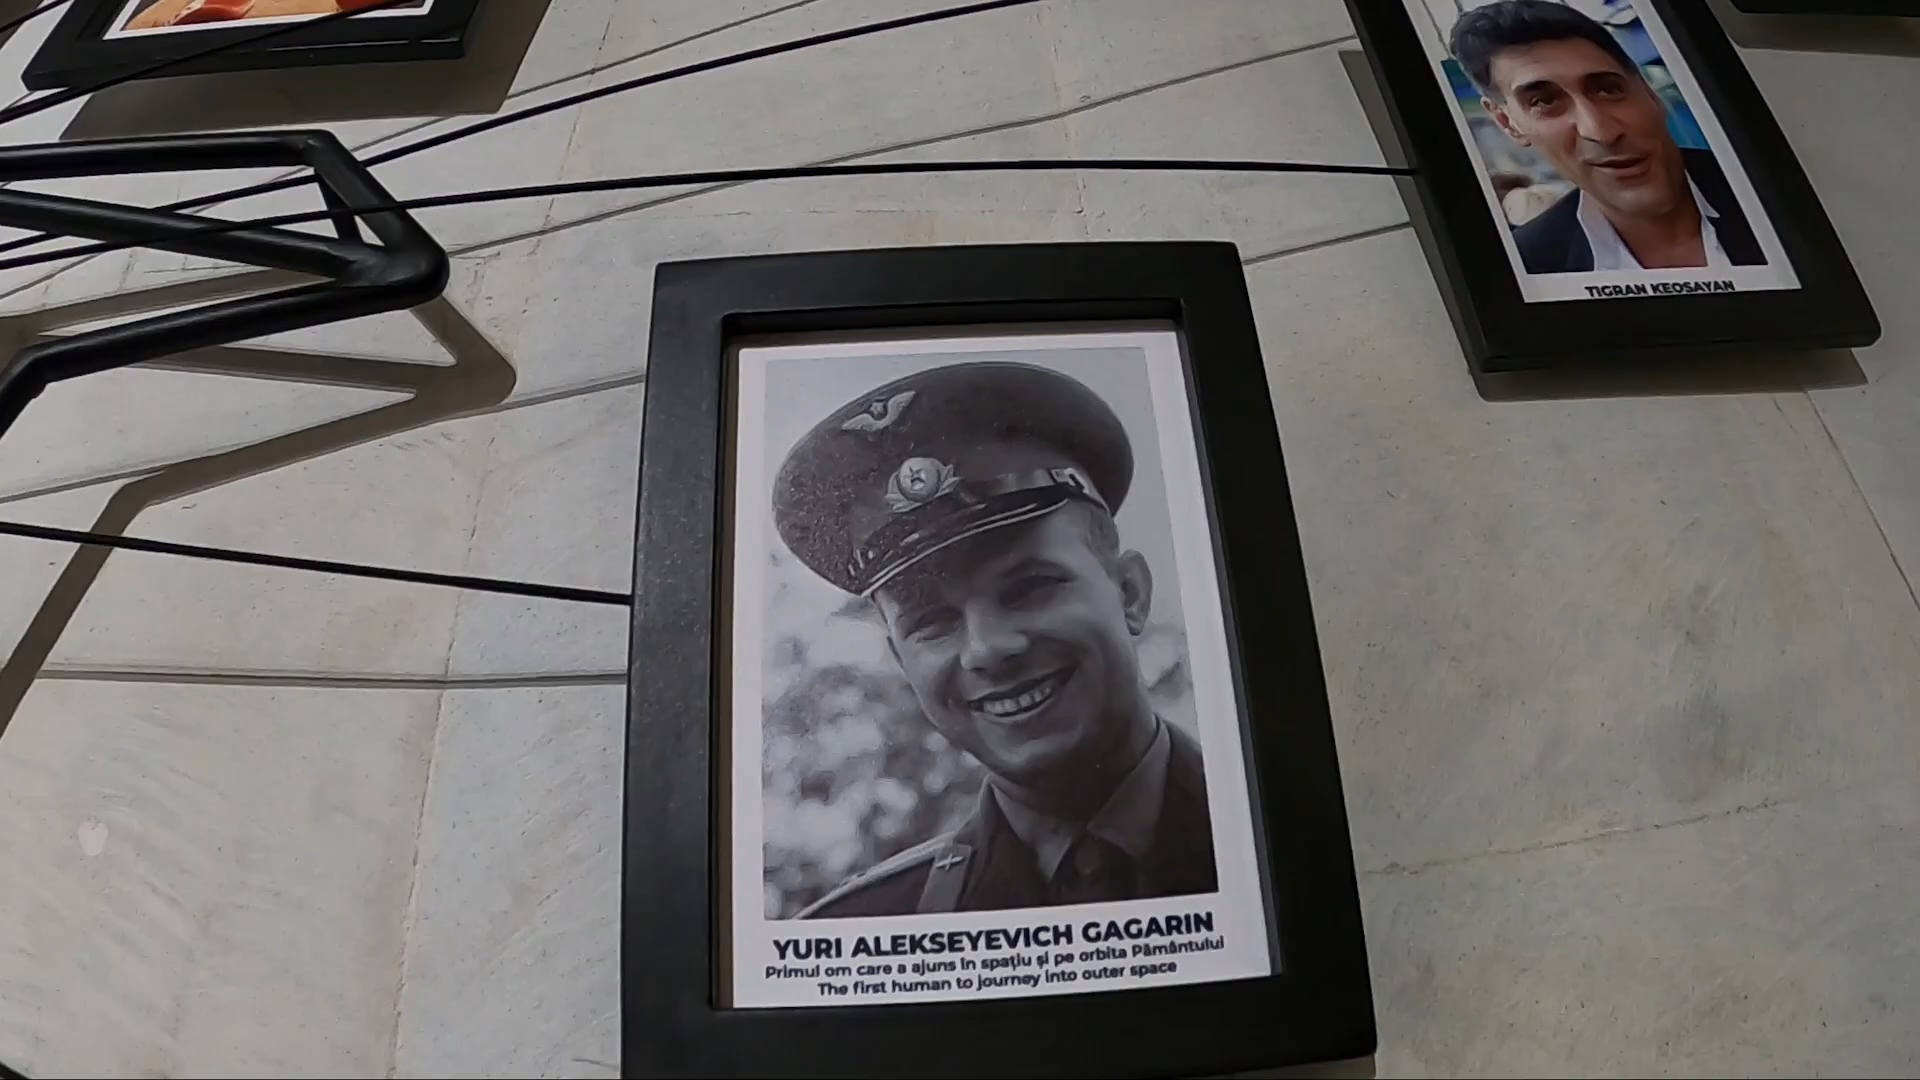 TIGRAN KEOSAYAN
YURI ALEKSEYEVICH GAGARIN
Primul om care a ajuns în spațiu și pe orbita Pământului
The first human to journey into outer space